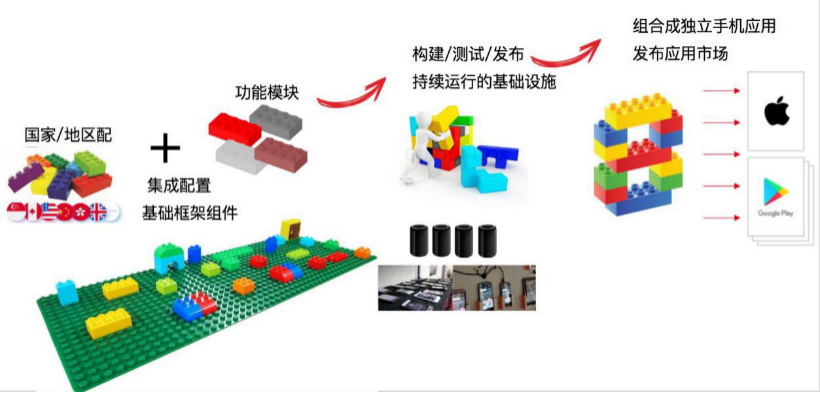 国家/地区配
功能模块
集成配置
基础框架组件
构建/测试/发布
持续运行的基础设施
组合成独立手机应用
发布应用市场
Google Play